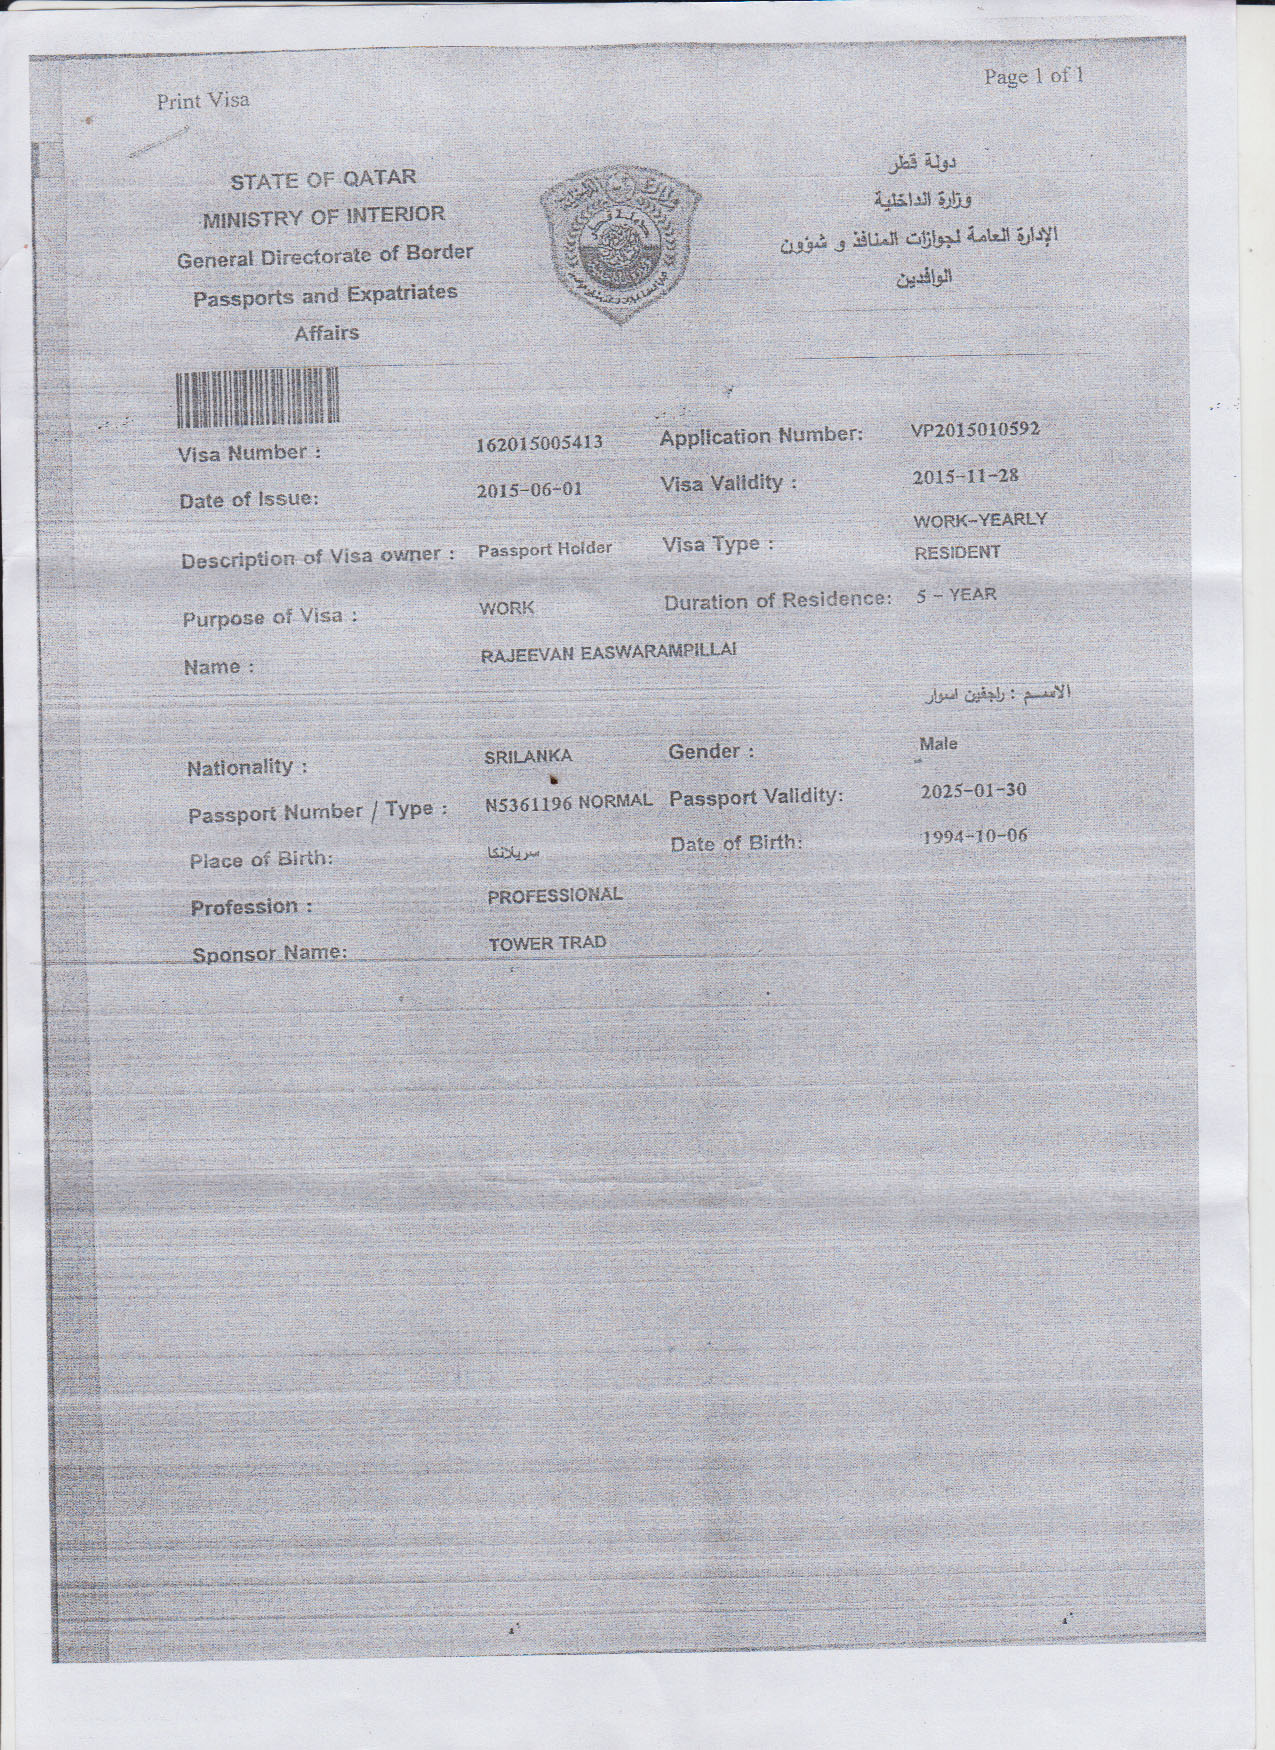 Print Visa
Page 1 of 1
STATE OF QATAR
MINISTRY OF INTERIOR
General Directorate of Border
Passports and Expatriates
Affairs
دولة قطر
وزارة الداخلية
الإدارة العامة لجوازات المنافذ و شؤون
الوافدين
Visa Number : 162015005413 Application Number: VP2015010592
Date of Issue: 2015-06-01 Visa Validity : 2015-11-28
Description of Visa owner : Passport Holder Visa Type : WORK-YEARLY
RESIDENT
Purpose of Visa : WORK Duration of Residence: 5 - YEAR
Name : RAJEEVAN EASWARAMPILLAI
الاسم : راجفين اسوار
Nationality : SRILANKA Gender : Male
Passport Number / Type : N5361196 NORMAL Passport Validity: 2025-01-30
Place of Birth: سريلانكا Date of Birth: 1994-10-06
Profession : PROFESSIONAL
Sponsor Name: TOWER TRAD